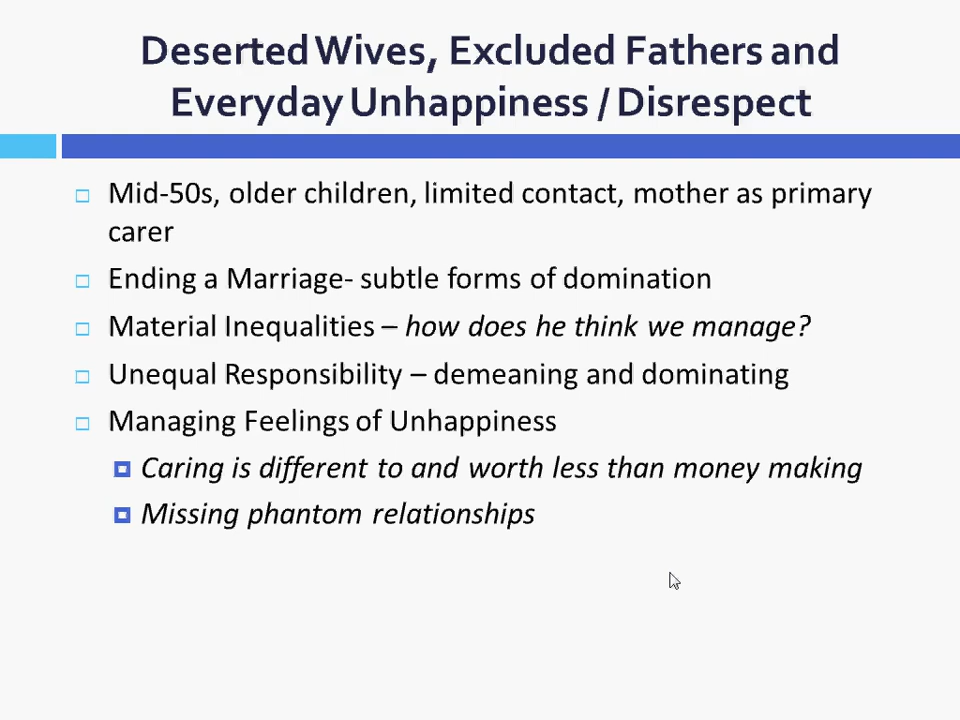 Deserted Wives, Excluded Fathers and
Everyday Unhappiness / Disrespect
Mid-50s, older children, limited contact, mother as primary
carer
Ending a Marriage- subtle forms of domination
Material Inequalities – how does he think we manage?
Unequal Responsibility – demeaning and dominating
Managing Feelings of Unhappiness
Caring is different to and worth less than money making
Missing phantom relationships